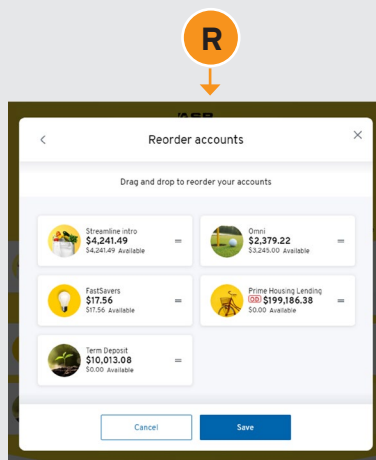 R
Reorder accounts
Drag and drop to reorder your accounts
Streamline intro
$4,241.49
$4,241.49 Available
Omni
$2,379.22
$3,245.00 Available
FastSavers
$17.56
$17.56 Available
Prime Housing Lending
OD $199,186.38
$0.00 Available
Term Deposit
$10,013.08
$0.00 Available
Cancel
Save